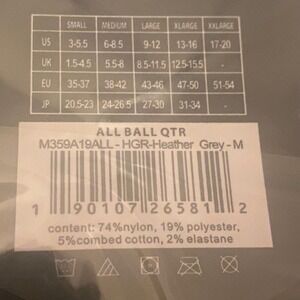 SMALL MEDIUM LARGE XLARGE XXLARGE
US 3-5.5 6-8.5 9-12 13-16 17-20
UK 1.5-4.5 5.5-8 8.5-11.5 12.5-15.5 -
EU 35-37 38-42 43-46 47-50 51-54
JP 20.5-23 24-26.5 27-30 31-34 -
ALL BALL QTR
M359A19ALL - HGR-Heather Grey - M
1 90107 26581 2
content: 74%nylon, 19% polyester,
5%combed cotton, 2% elastane